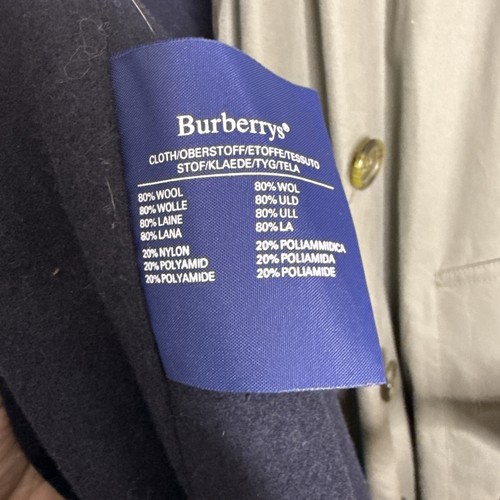 Burberrys®
CLOTH/OBERSTOFF/ETOFFE/TESSUTO
STOF/KLAEDE/TYG/TELA
80% WOOL
80% WOLLE
80% LAINE
80% LANA
20% NYLON
20% POLYAMID
20% POLYAMIDE
80% WOL
80% ULD
80% ULL
80% LA
20% POLIAMMIDICA
20% POLIAMIDA
20% POLIAMIDE